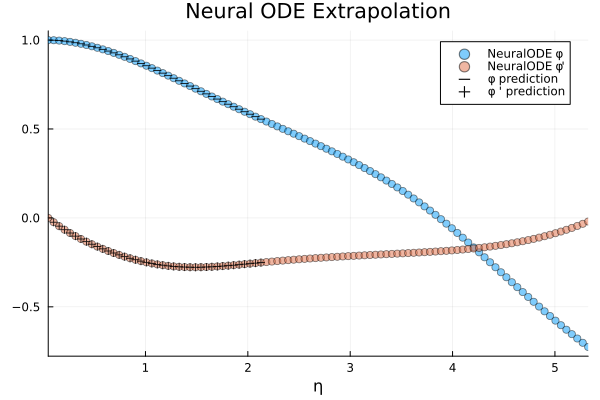 Neural ODE Extrapolation
NeuralODE φ
NeuralODE φ'
φ prediction
φ ' prediction
1.0
0.5
0.0
−0.5
1 2 3 4 5
η